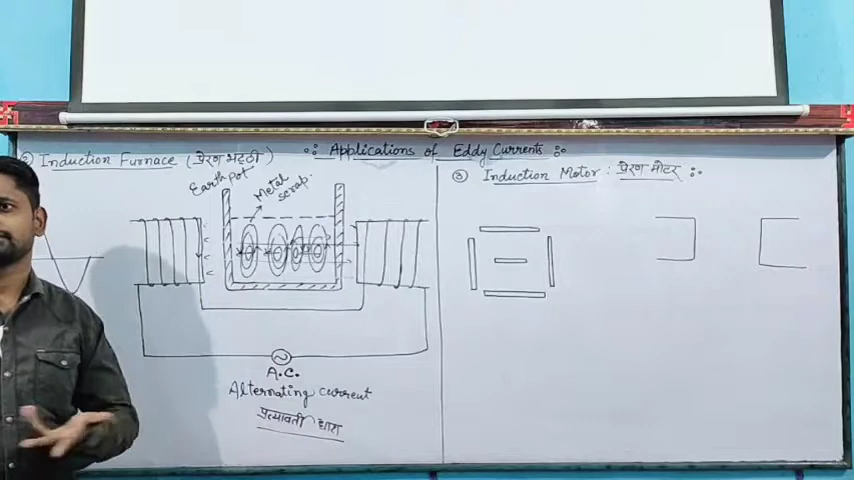 ∴ Applications of Eddy Currents ∴
② Induction Furnace (प्रेरण भट्ठी)
Earth pot
Metal
scrap.
A.C.
Alternating current
प्रत्यावर्ती धारा
③ Induction Motor : प्रेरण मोटर ∴